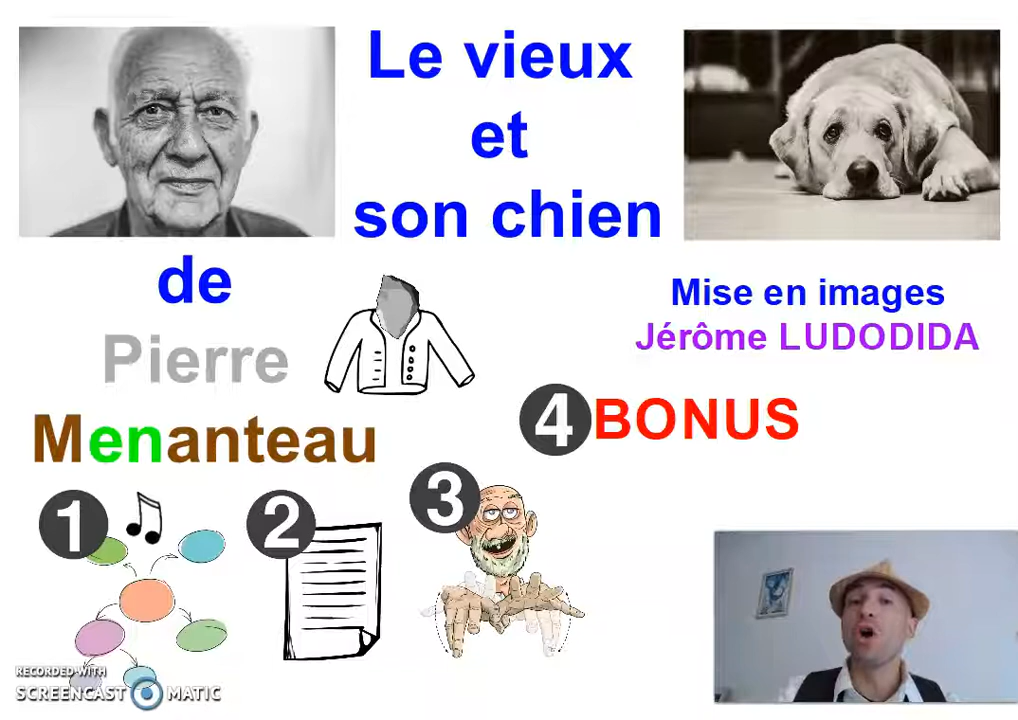 Le vieux
et
son chien
de
Pierre
Menanteau
Mise en images
Jérôme LUDODIDA
4 BONUS
1
2
3
RECORDED WITH
SCREENCAST MATIC